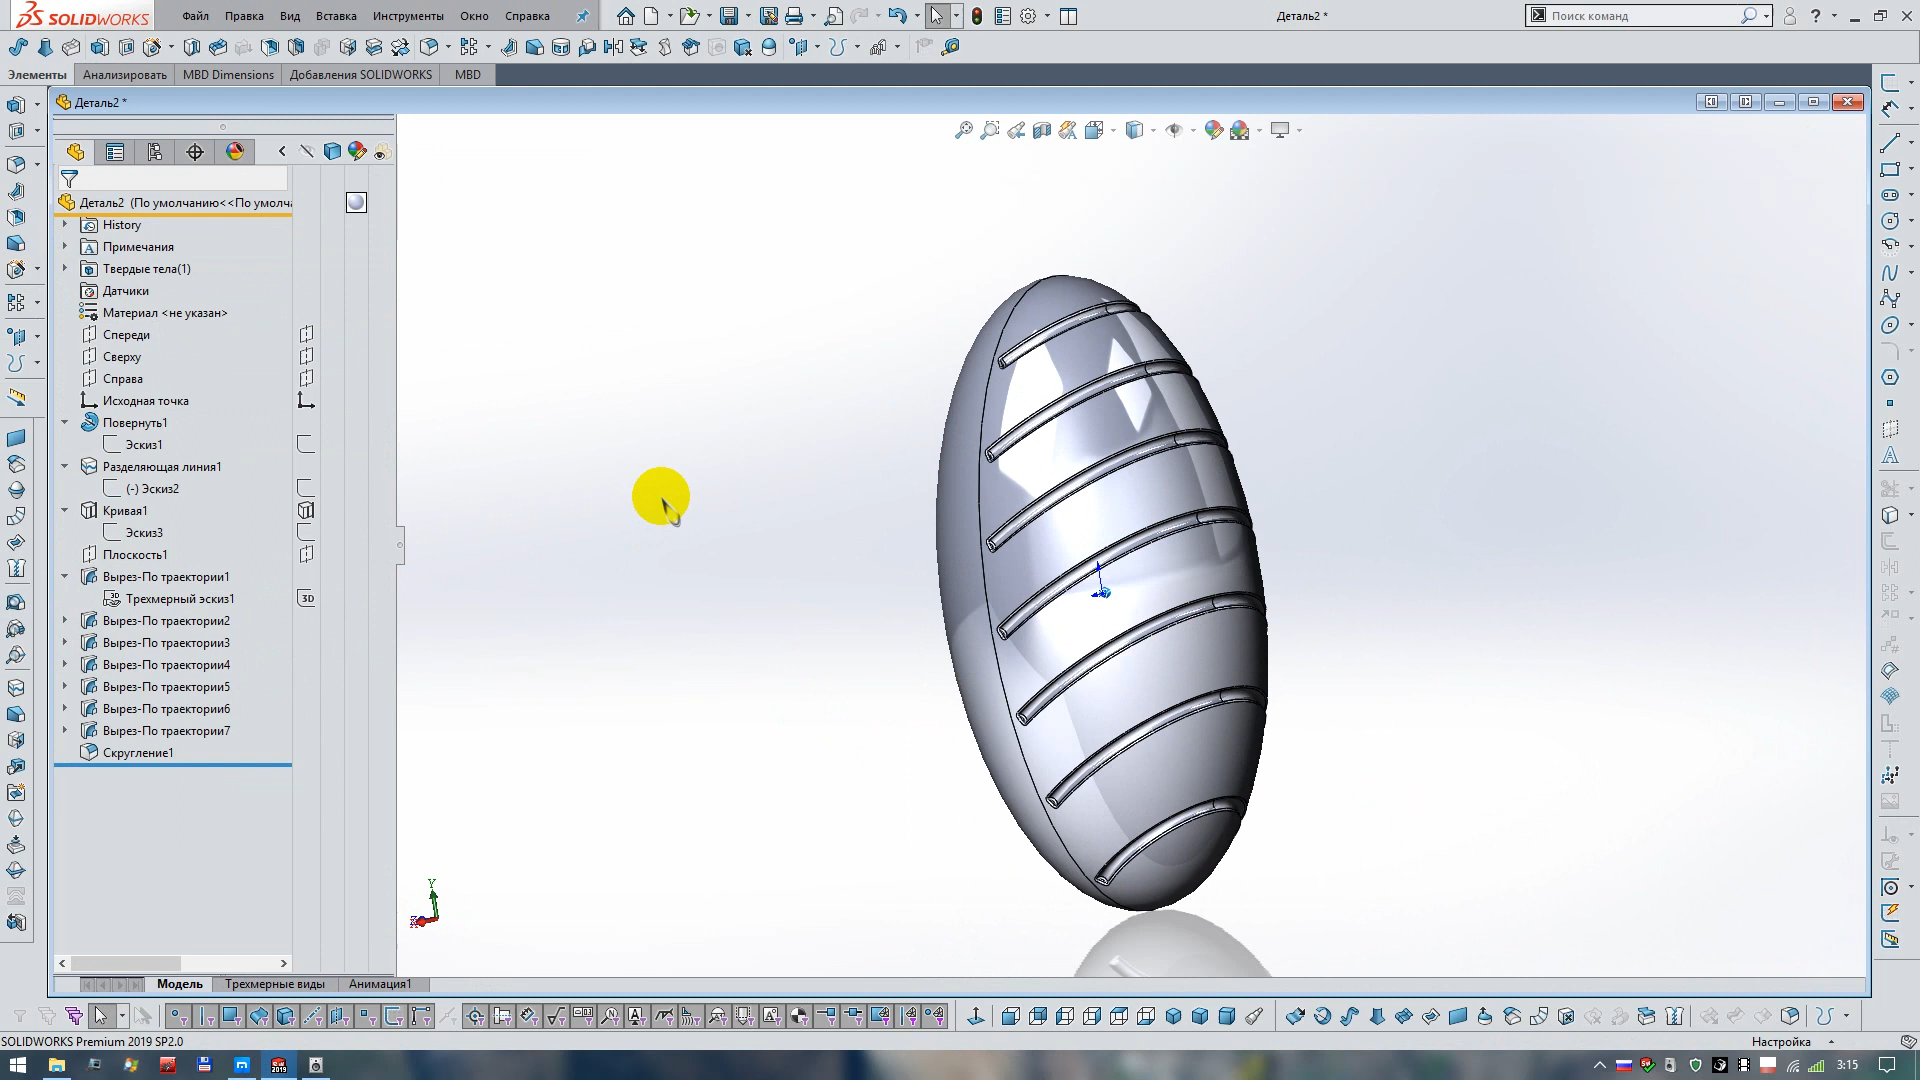 SOLIDWORKS
Файл
Правка
Вид
Вставка
Инструменты
Окно
Справка
Деталь2 *
Поиск команд
Элементы
Анализировать
MBD Dimensions
Добавления SOLIDWORKS
MBD
Деталь2 *
Деталь2 (По умолчанию<<По умолча
History
Примечания
Твердые тела(1)
Датчики
Материал <не указан>
Спереди
Сверху
Справа
Исходная точка
Повернуть1
Эскиз1
Разделяющая линия1
(-) Эскиз2
Кривая1
Эскиз3
Плоскость1
Вырез-По траектории1
Трехмерный эскиз1
3D
Вырез-По траектории2
Вырез-По траектории3
Вырез-По траектории4
Вырез-По траектории5
Вырез-По траектории6
Вырез-По траектории7
Скругление1
Y
Модель
Трехмерные виды
Анимация1
SOLIDWORKS Premium 2019 SP2.0
Настройка
3:15